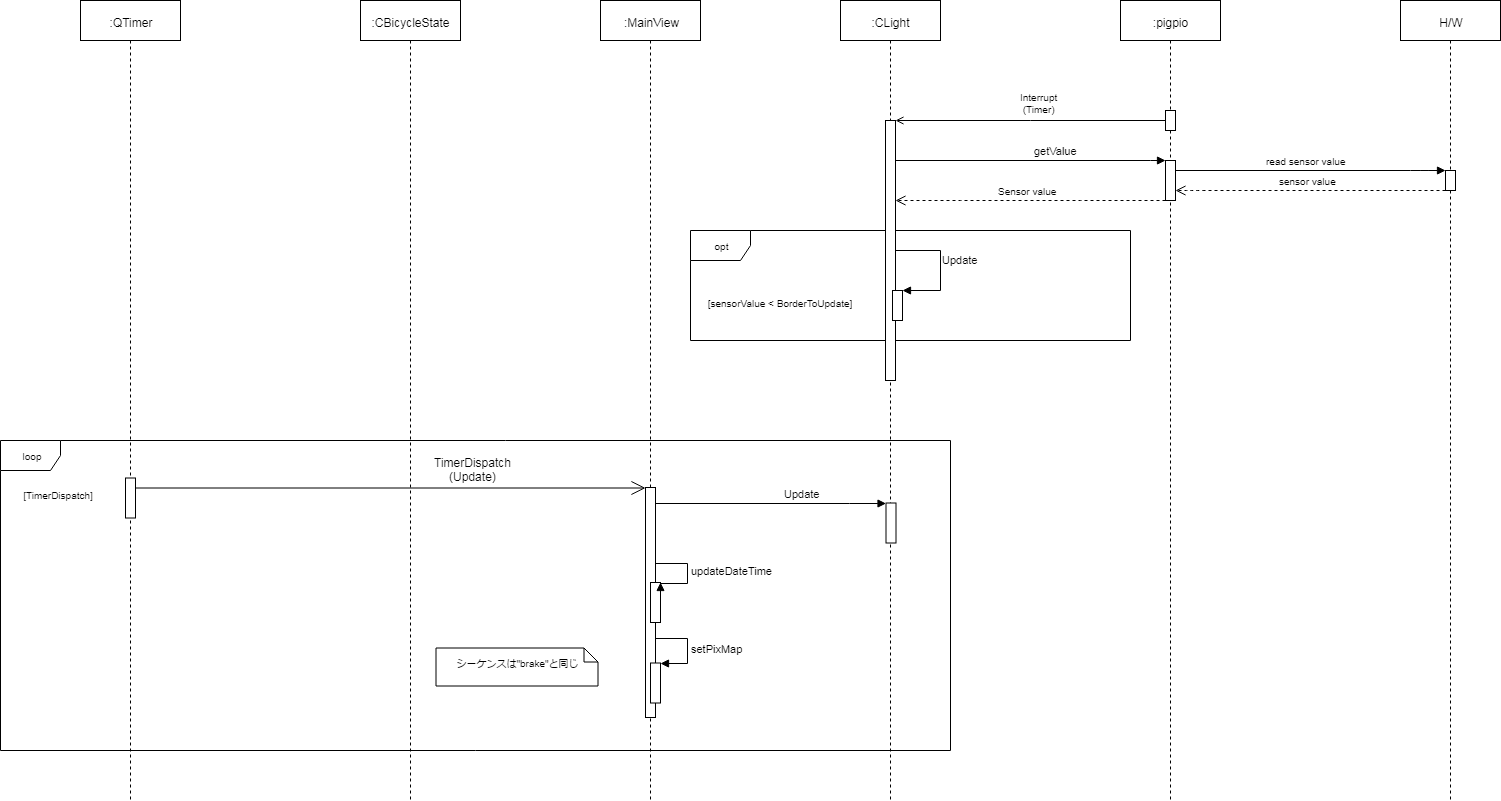 :QTimer
:CBicycleState
:MainView
:CLight
:pigpio
H/W
Interrupt
(Timer)
getValue
read sensor value
sensor value
Sensor value
opt
Update
[sensorValue < BorderToUpdate]
loop
TimerDispatch
(Update)
[TimerDispatch]
Update
updateDateTime
setPixMap
シーケンスは"brake"と同じ